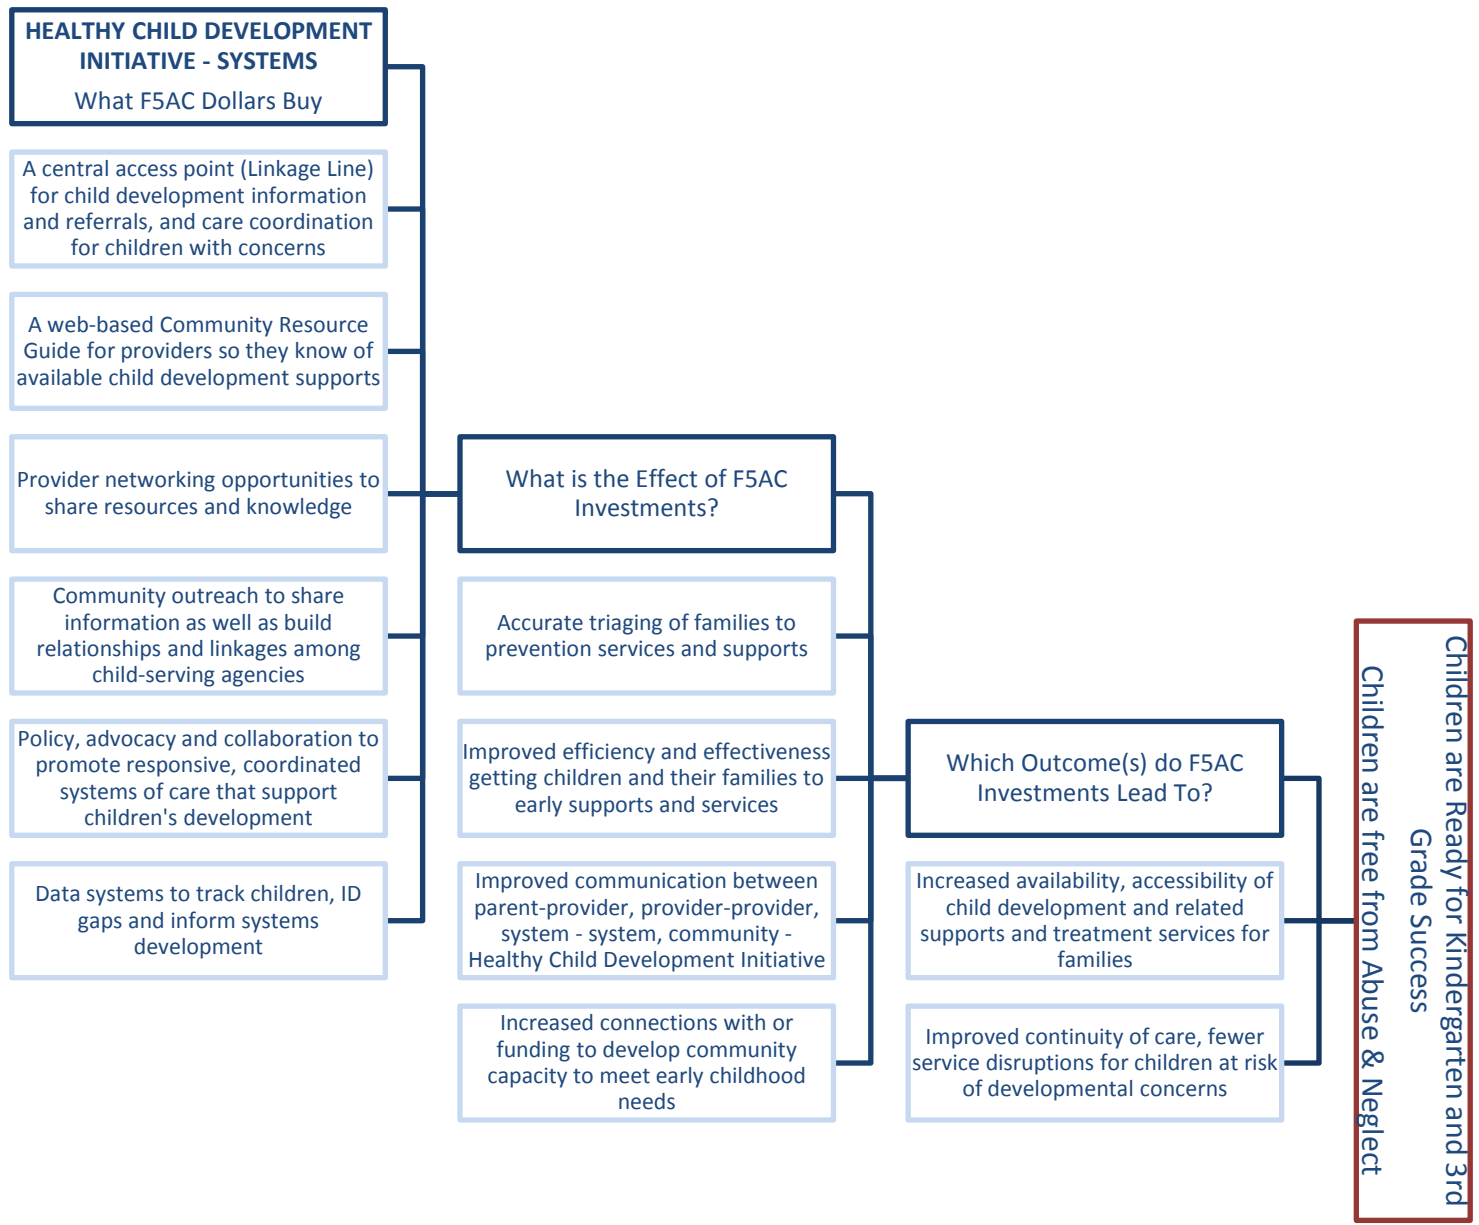 HEALTHY CHILD DEVELOPMENT
INITIATIVE - SYSTEMS
What F5AC Dollars Buy
A central access point (Linkage Line)
for child development information
and referrals, and care coordination
for children with concerns
A web-based Community Resource
Guide for providers so they know of
available child development supports
Provider networking opportunities to
share resources and knowledge
Community outreach to share
information as well as build
relationships and linkages among
child-serving agencies
Policy, advocacy and collaboration to
promote responsive, coordinated
systems of care that support
children's development
Data systems to track children, ID
gaps and inform systems
development
What is the Effect of F5AC
Investments?
Accurate triaging of families to
prevention services and supports
Improved efficiency and effectiveness
getting children and their families to
early supports and services
Improved communication between
parent-provider, provider-provider,
system - system, community -
Healthy Child Development Initiative
Increased connections with or
funding to develop community
capacity to meet early childhood
needs
Which Outcome(s) do F5AC
Investments Lead To?
Increased availability, accessibility of
child development and related
supports and treatment services for
families
Improved continuity of care, fewer
service disruptions for children at risk
of developmental concerns
Children are Ready for Kindergarten and 3rd
Grade Success
Children are free from Abuse & Neglect